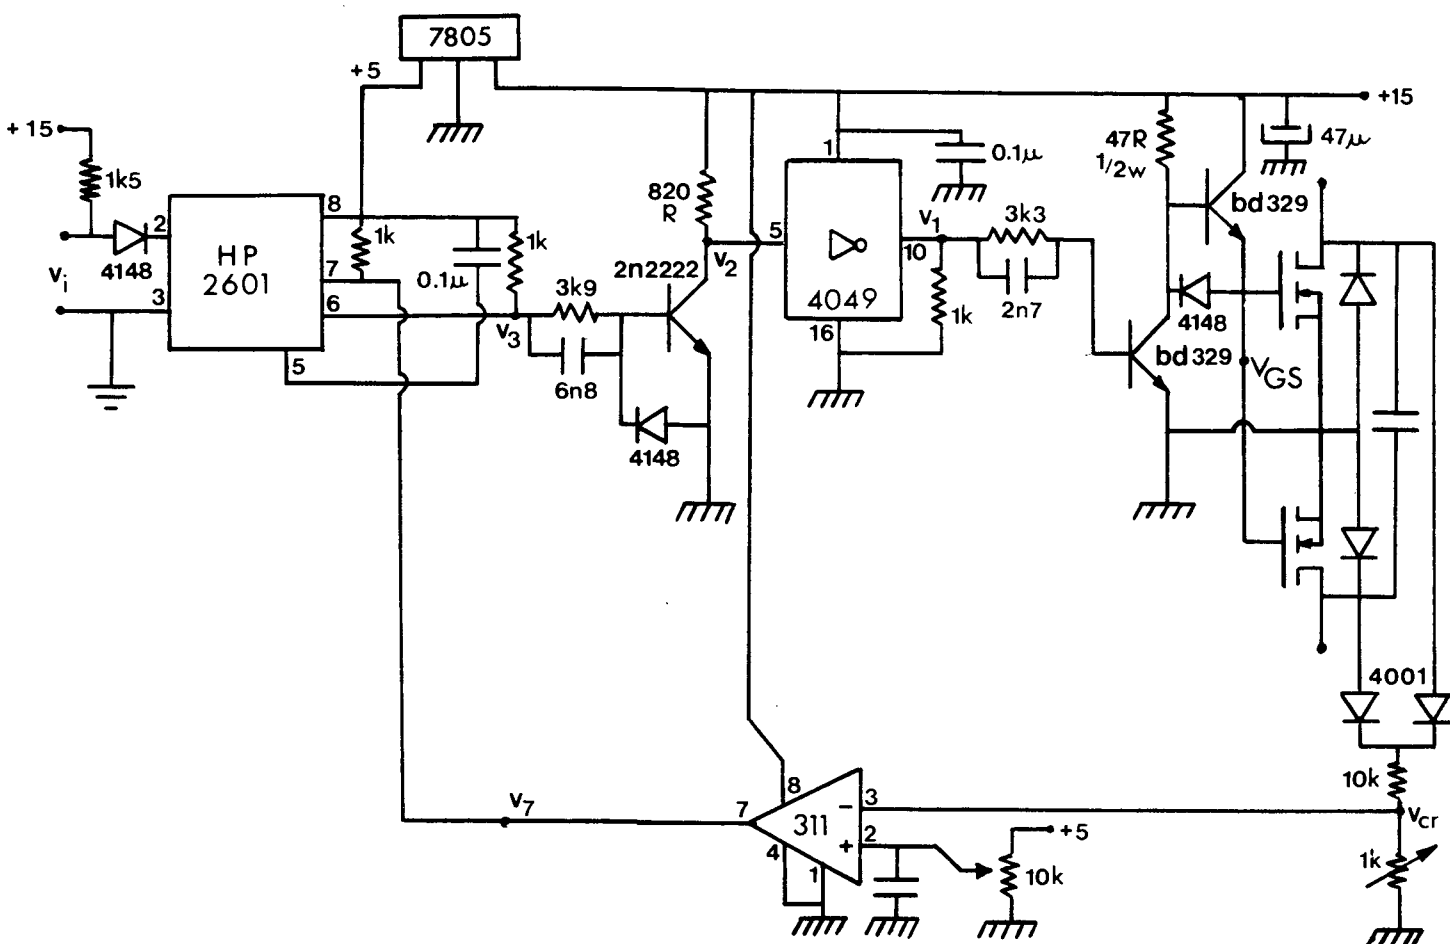 7805
+5
+15
+15
1k5
8
2
HP
2601
1k
7
0.1μ
1k
4148
vi
3
6
5
3k9
v3
6n8
2n2222
4148
820
R
v2
5
1
0.1μ
4049
10
16
v1
3k3
2n7
1k
47R
1/2w
47μ
bd329
4148
bd329
VGS
4001
10k
vcr
1k
8
7
311
-
3
+
2
4
1
v7
+5
10k